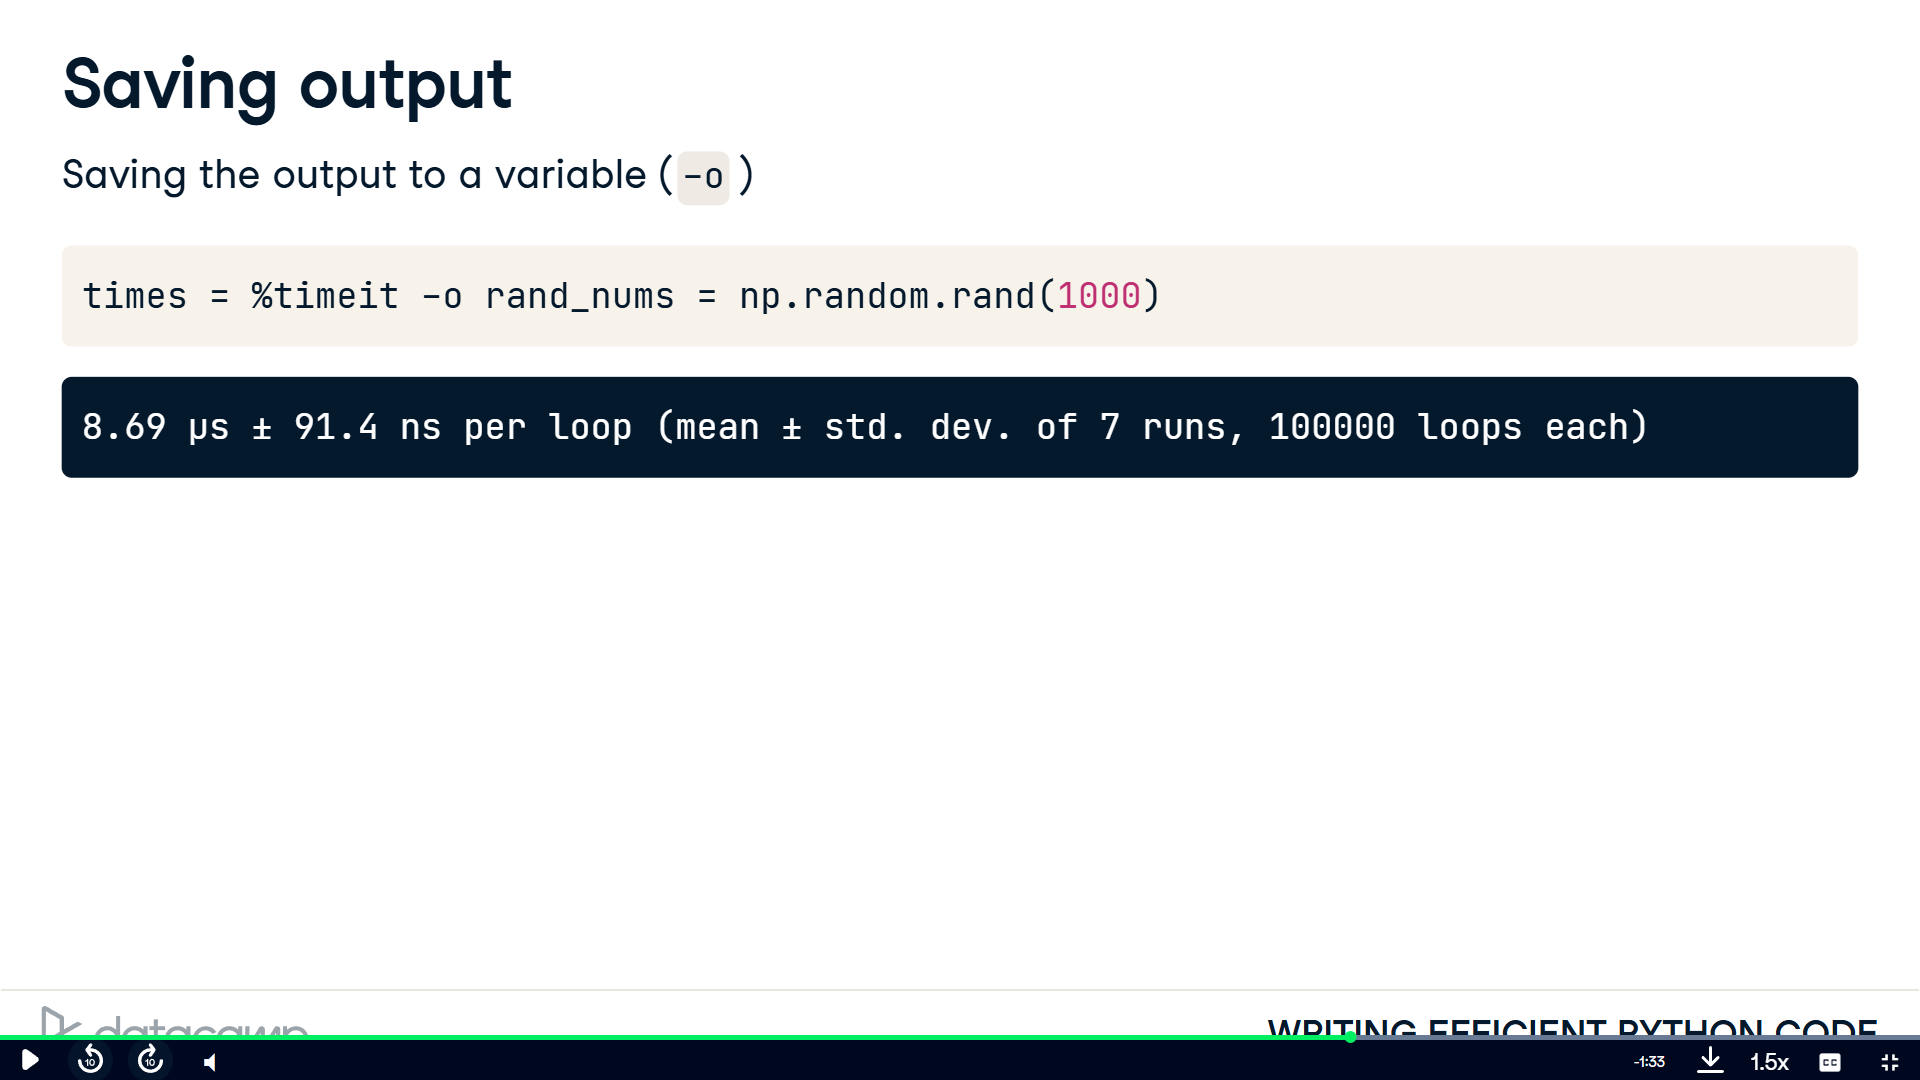 Saving output
Saving the output to a variable (-o)
times = %timeit -o rand_nums = np.random.rand(1000)
8.69 µs ± 91.4 ns per loop (mean ± std. dev. of 7 runs, 100000 loops each)
datacamp
WRITING EFFICIENT PYTHON CODE
10
10
-1:33
1.5x
CC